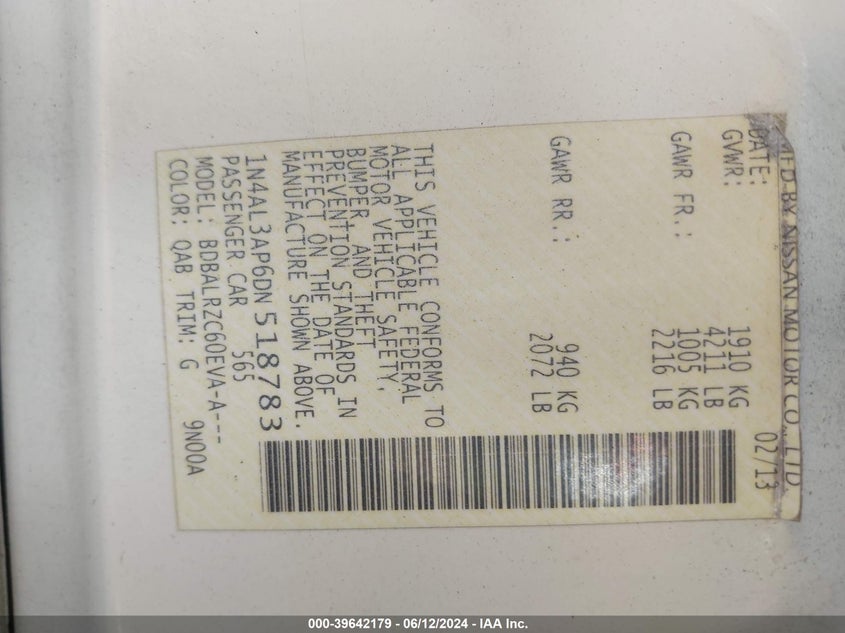 MFD BY NISSAN MOTOR CO., LTD.
DATE: 02/13
GVWR: 1910 KG
4211 LB
GAWR FR.: 1005 KG
2216 LB
GAWR RR.: 940 KG
2072 LB
THIS VEHICLE CONFORMS TO
ALL APPLICABLE FEDERAL
MOTOR VEHICLE SAFETY,
BUMPER, AND THEFT
PREVENTION STANDARDS IN
EFFECT ON THE DATE OF
MANUFACTURE SHOWN ABOVE.
1N4AL3AP6DN518783
PASSENGER CAR 565
MODEL: BDBALRZC60EVA-A---
COLOR: QAB TRIM: G 9N00A
000-39642179 - 06/12/2024 - IAA Inc.